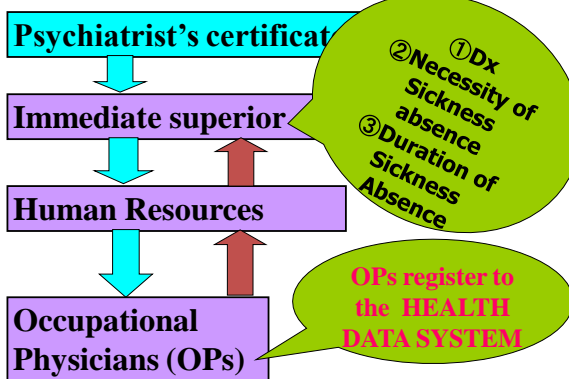 Psychiatrist's certificat
①Dx
②Necessity of
Sickness
absence
③Duration of
Sickness
Absence
Immediate superior
Human Resources
Occupational
Physicians (OPs)
OPs register to
the HEALTH
DATA SYSTEM